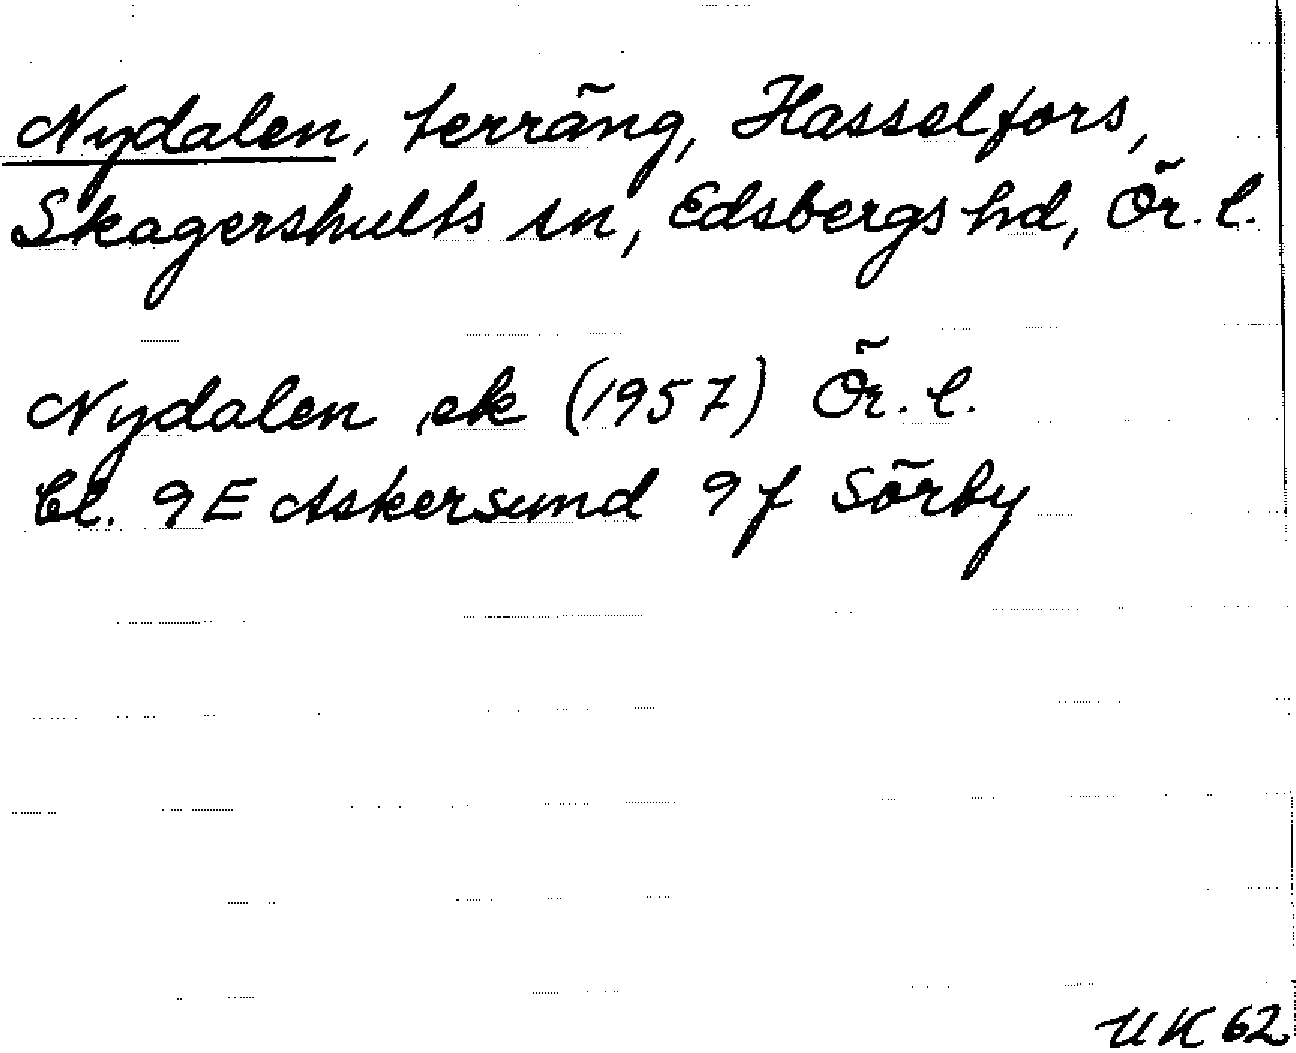 Nydalen, terräng, Hasselfors,
Skagershults sn, Edsbergs hd, Ör. l.
Nydalen ek (1957) Ör. l.
bl. 9E Askersund 9f Sörby
UK 62